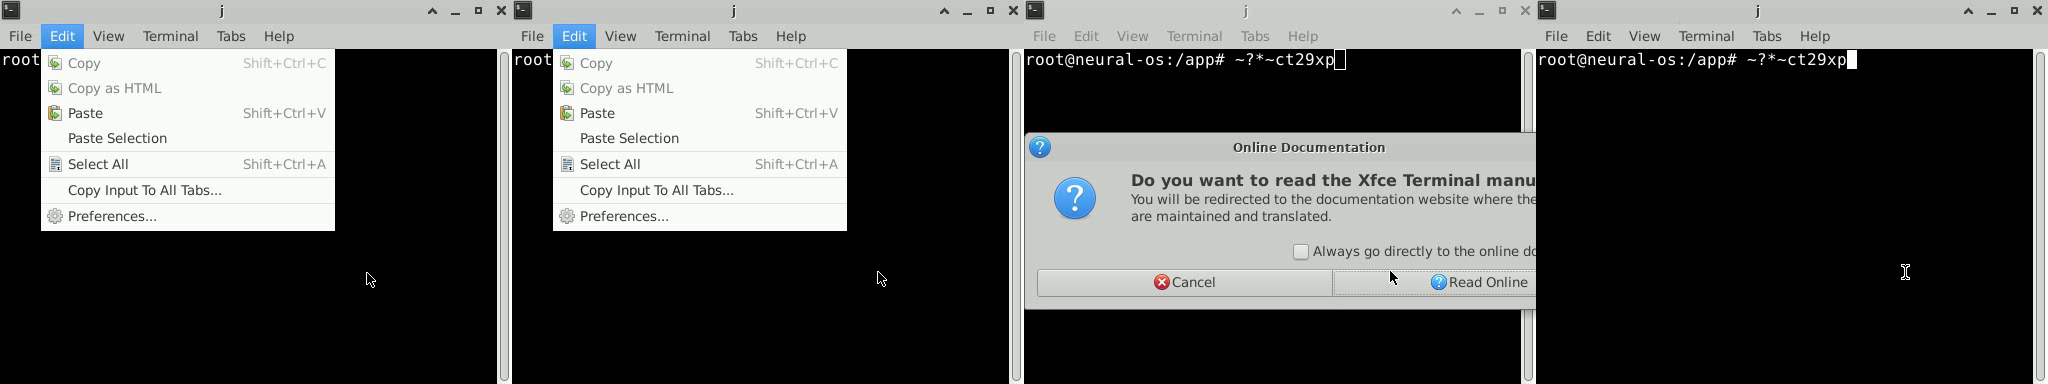 j
File Edit View Terminal Tabs Help
root
Copy Shift+Ctrl+C
Copy as HTML
Paste Shift+Ctrl+V
Paste Selection
Select All Shift+Ctrl+A
Copy Input To All Tabs...
Preferences...
j
File Edit View Terminal Tabs Help
root
Copy Shift+Ctrl+C
Copy as HTML
Paste Shift+Ctrl+V
Paste Selection
Select All Shift+Ctrl+A
Copy Input To All Tabs...
Preferences...
j
File Edit View Terminal Tabs Help
root@neural-os:/app# ~?*~ct29xp
Online Documentation
Do you want to read the Xfce Terminal manu
You will be redirected to the documentation website where the
are maintained and translated.
Always go directly to the online do
Cancel Read Online
j
File Edit View Terminal Tabs Help
root@neural-os:/app# ~?*~ct29xp